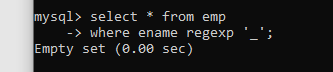 mysql> select * from emp
    -> where ename regexp '_';
Empty set (0.00 sec)